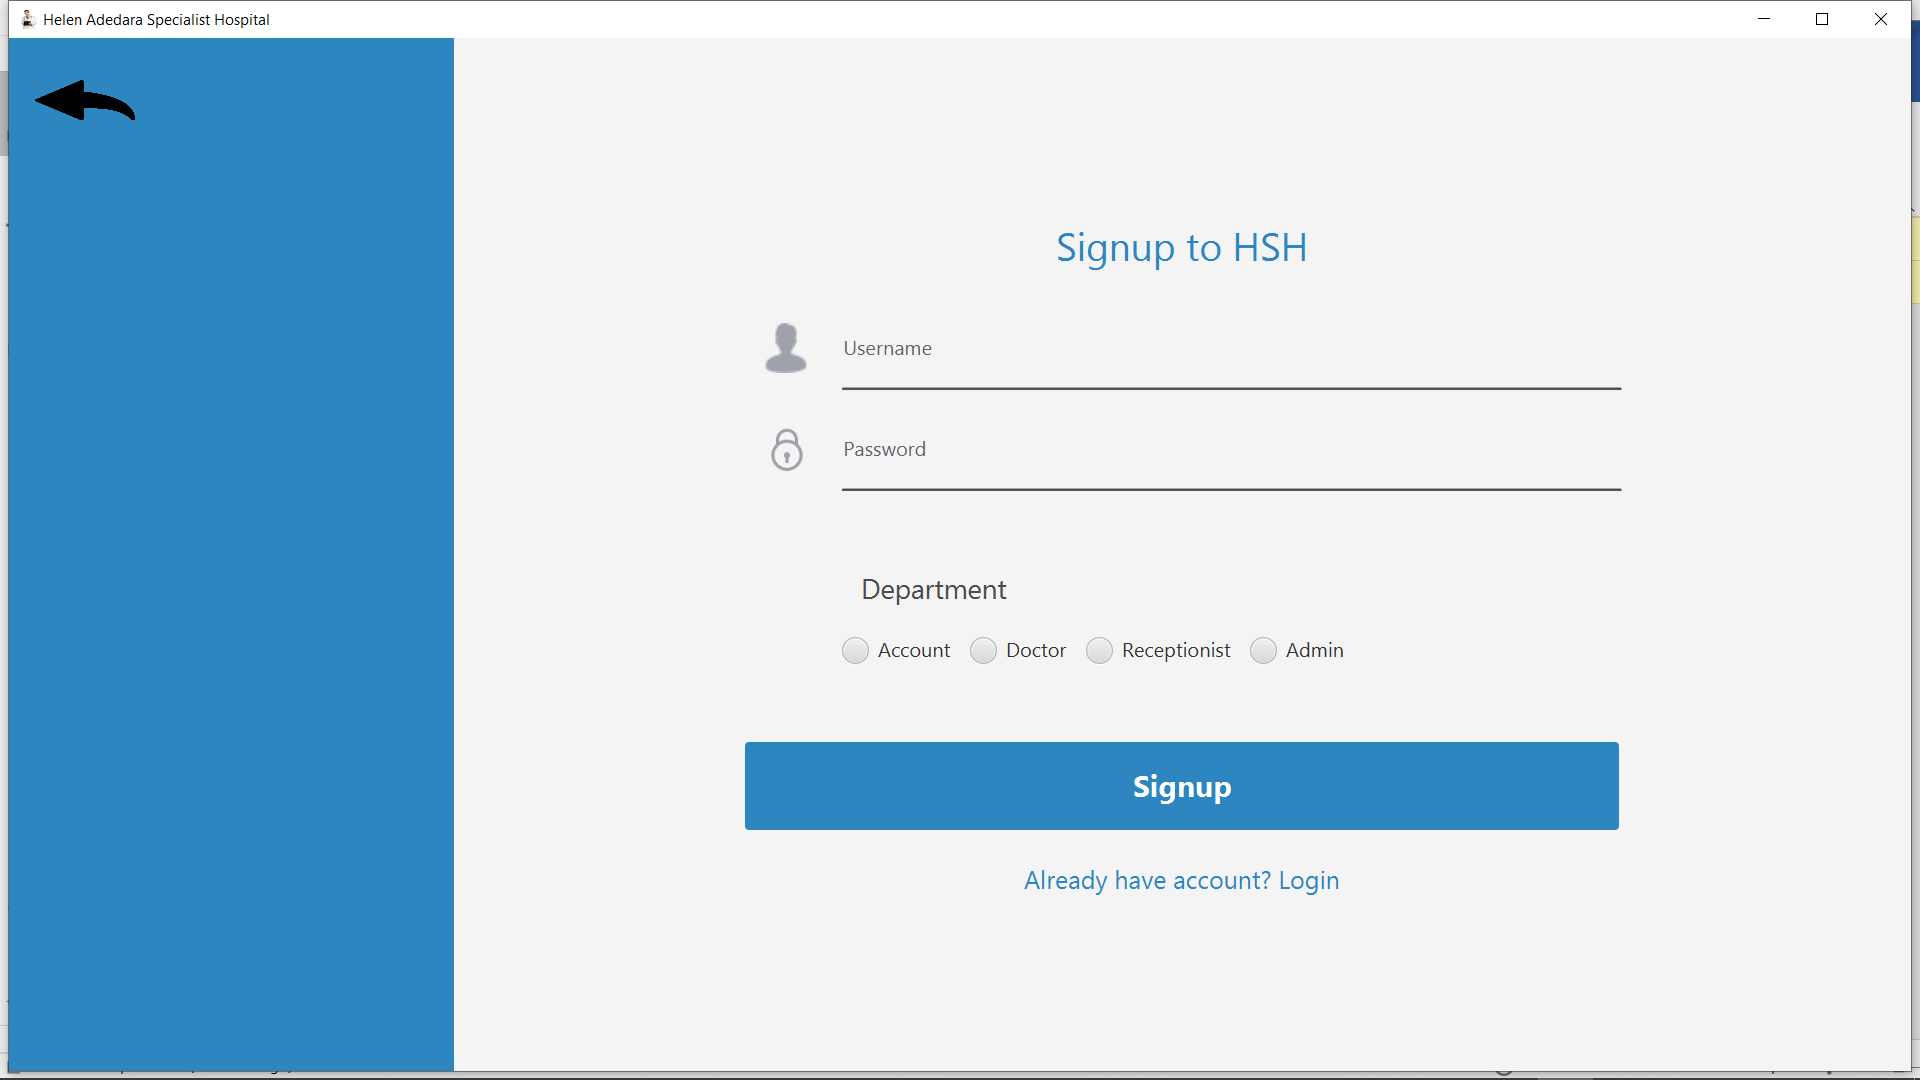 Helen Adedara Specialist Hospital
Signup to HSH
Username
Password
Department
Account Doctor Receptionist Admin
Signup
Already have account? Login